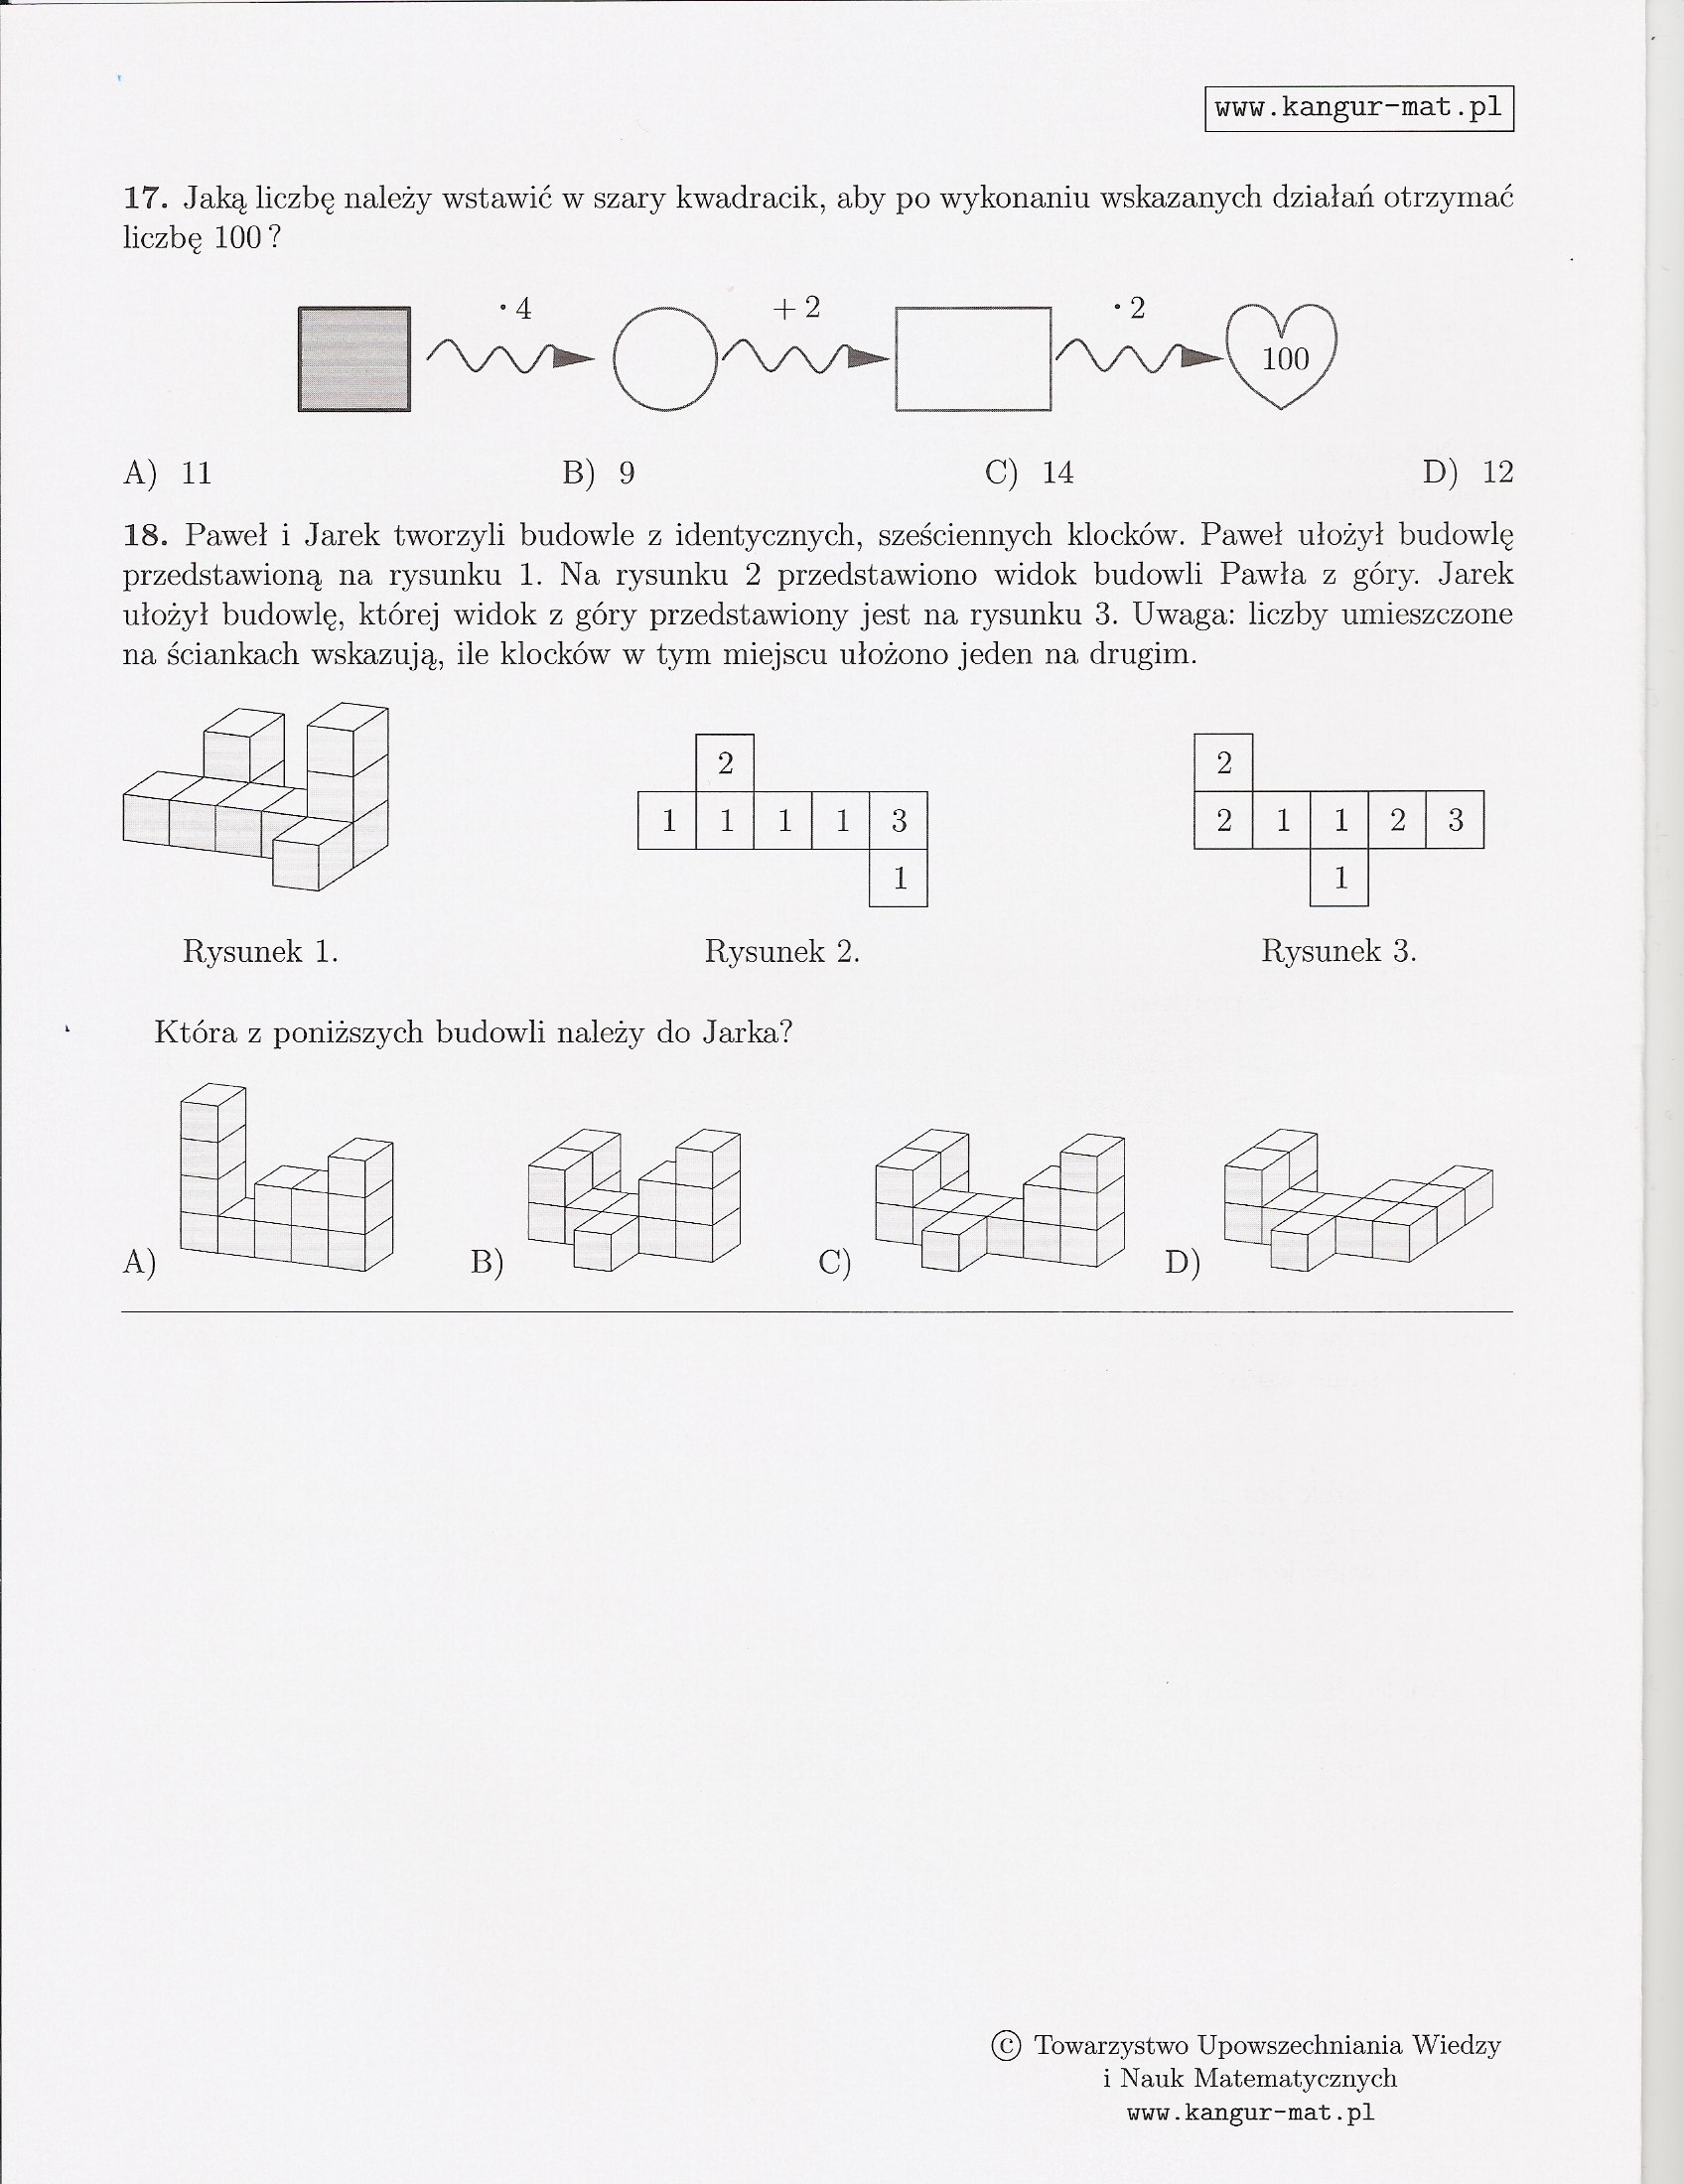 www.kangur-mat.pl
17. Jaką liczbę należy wstawić w szary kwadracik, aby po wykonaniu wskazanych działań otrzymać
liczbę 100?
· 4 + 2 · 2
100
A) 11 B) 9 C) 14 D) 12
18. Paweł i Jarek tworzyli budowle z identycznych, sześciennych klocków. Paweł ułożył budowlę
przedstawioną na rysunku 1. Na rysunku 2 przedstawiono widok budowli Pawła z góry. Jarek
ułożył budowlę, której widok z góry przedstawiony jest na rysunku 3. Uwaga: liczby umieszczone
na ściankach wskazują, ile klocków w tym miejscu ułożono jeden na drugim.
2 2
1 1 1 1 3 2 1 1 2 3
1 1
Rysunek 1. Rysunek 2. Rysunek 3.
Która z poniższych budowli należy do Jarka?
A) B) C) D)
© Towarzystwo Upowszechniania Wiedzy
i Nauk Matematycznych
www.kangur-mat.pl